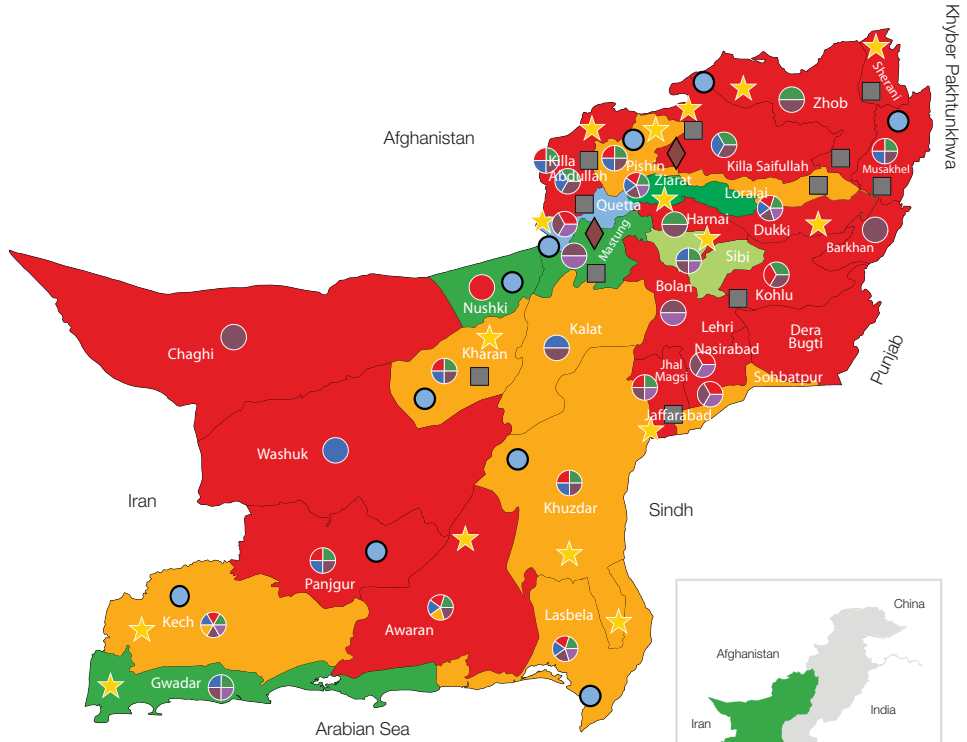 Khyber Pakhtunkhwa
Sherani
Zhob
Afghanistan
Killa
Abdullah
Pishin
Killa Saifullah
Musakhel
Ziarat
Loralai
Quetta
Harnai
Dukki
Mastung
Barkhan
Sibi
Bolan
Kohlu
Nushki
Kalat
Lehri
Dera
Bugti
Chaghi
Kharan
Nasirabad
Jhal
Magsi
Sohbatpur
Punjab
Jaffarabad
Washuk
Iran
Khuzdar
Sindh
Panjgur
Kech
Awaran
Lasbela
Gwadar
Arabian Sea
China
Afghanistan
India
Iran